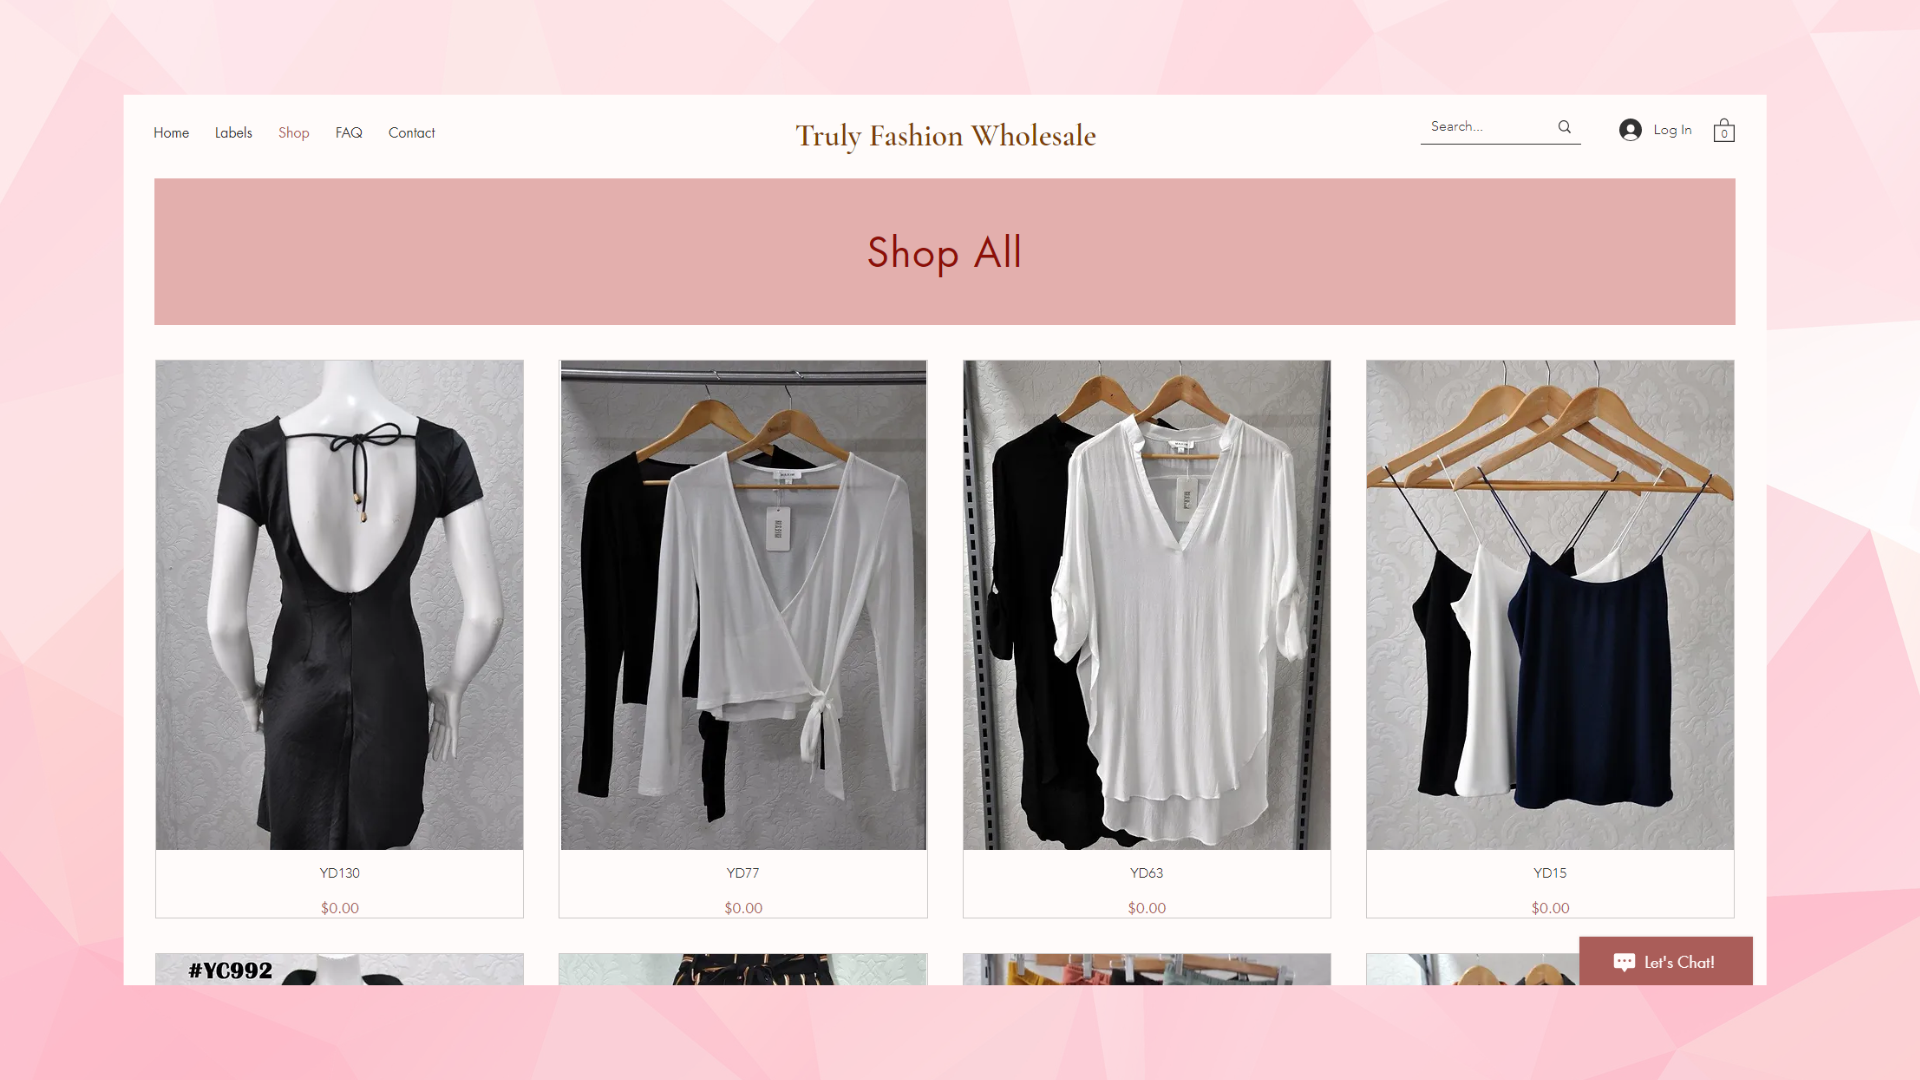 Home Labels Shop FAQ Contact
Truly Fashion Wholesale
Search...
Log In
0
Shop All
YD130
$0.00
YD77
$0.00
YD63
$0.00
YD15
$0.00
#YC992
Let's Chat!